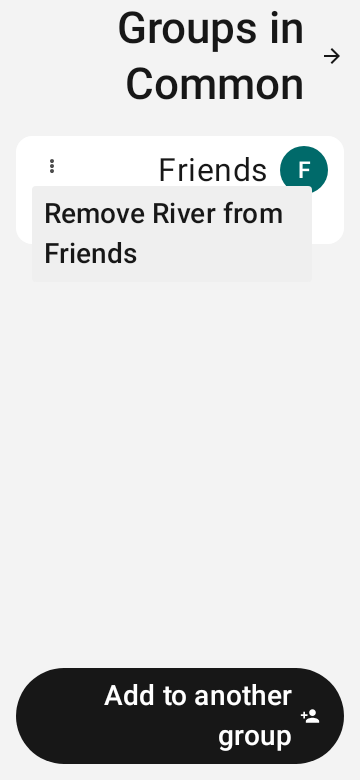 Groups in
Common
Friends
F
Remove River from
Friends
Add to another
group